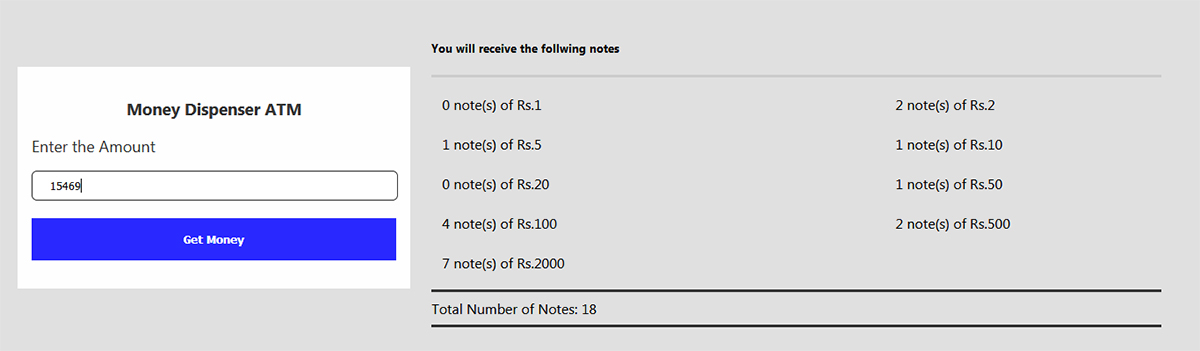 Money Dispenser ATM
Enter the Amount
15469
Get Money
You will receive the follwing notes
0 note(s) of Rs.1
2 note(s) of Rs.2
1 note(s) of Rs.5
1 note(s) of Rs.10
0 note(s) of Rs.20
1 note(s) of Rs.50
4 note(s) of Rs.100
2 note(s) of Rs.500
7 note(s) of Rs.2000
Total Number of Notes: 18